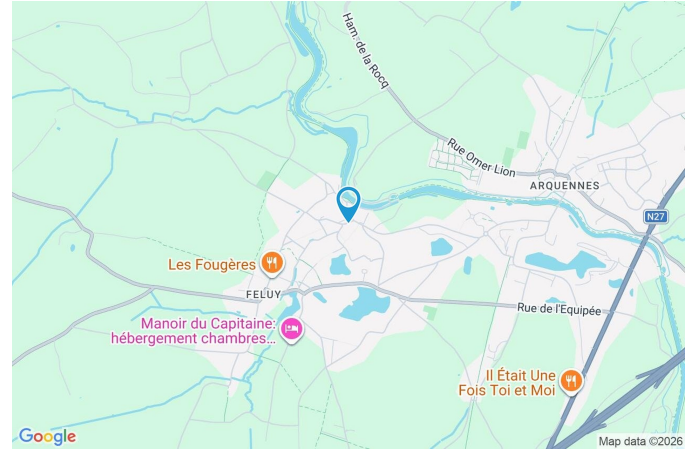 Ham. de la Rocq
Rue Omer Lion
ARQUENNES
N27
Les Fougères
FELUY
Rue de l'Equipée
Manoir du Capitaine:
hébergement chambres...
Il Était Une
Fois Toi et Moi
Google
Map data ©2026